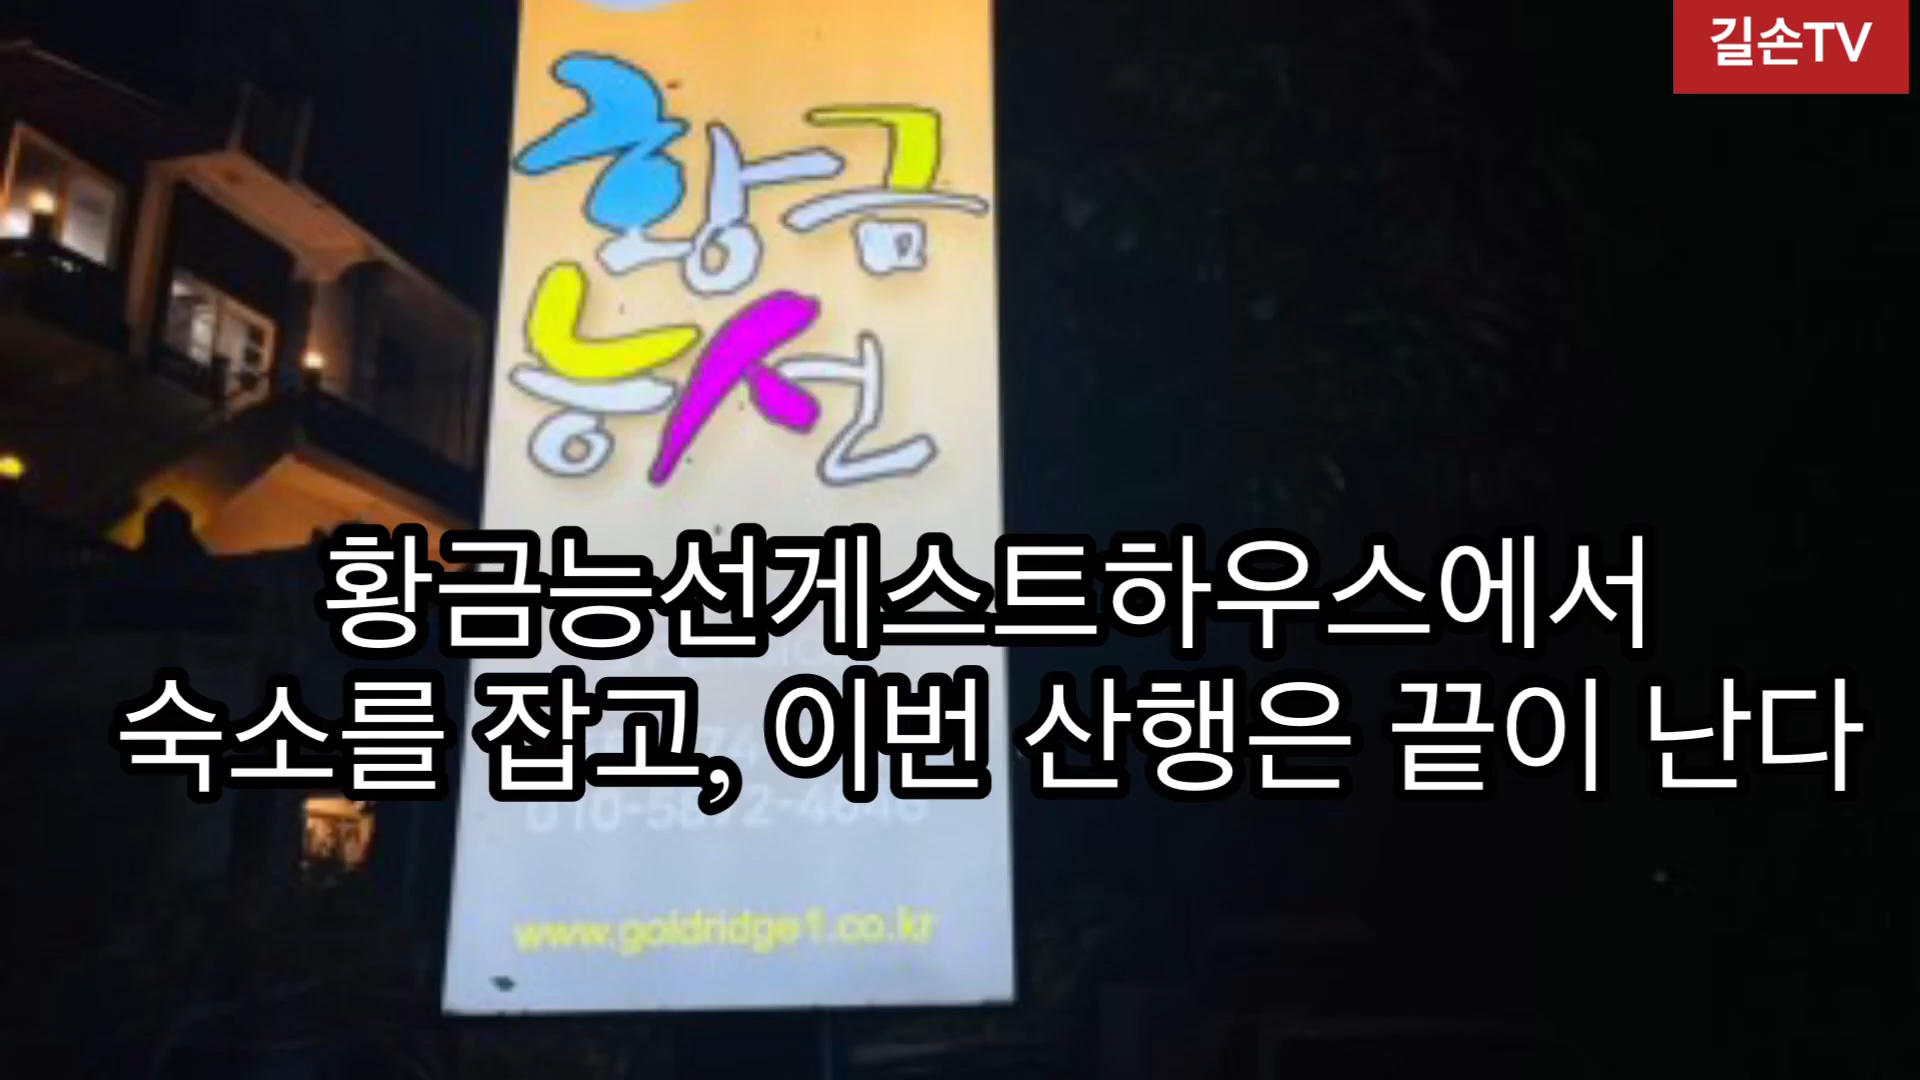 길손TV
황금
능선
황금능선게스트하우스에서
숙소를 잡고, 이번 산행은 끝이 난다
www.goldridge1.co.kr